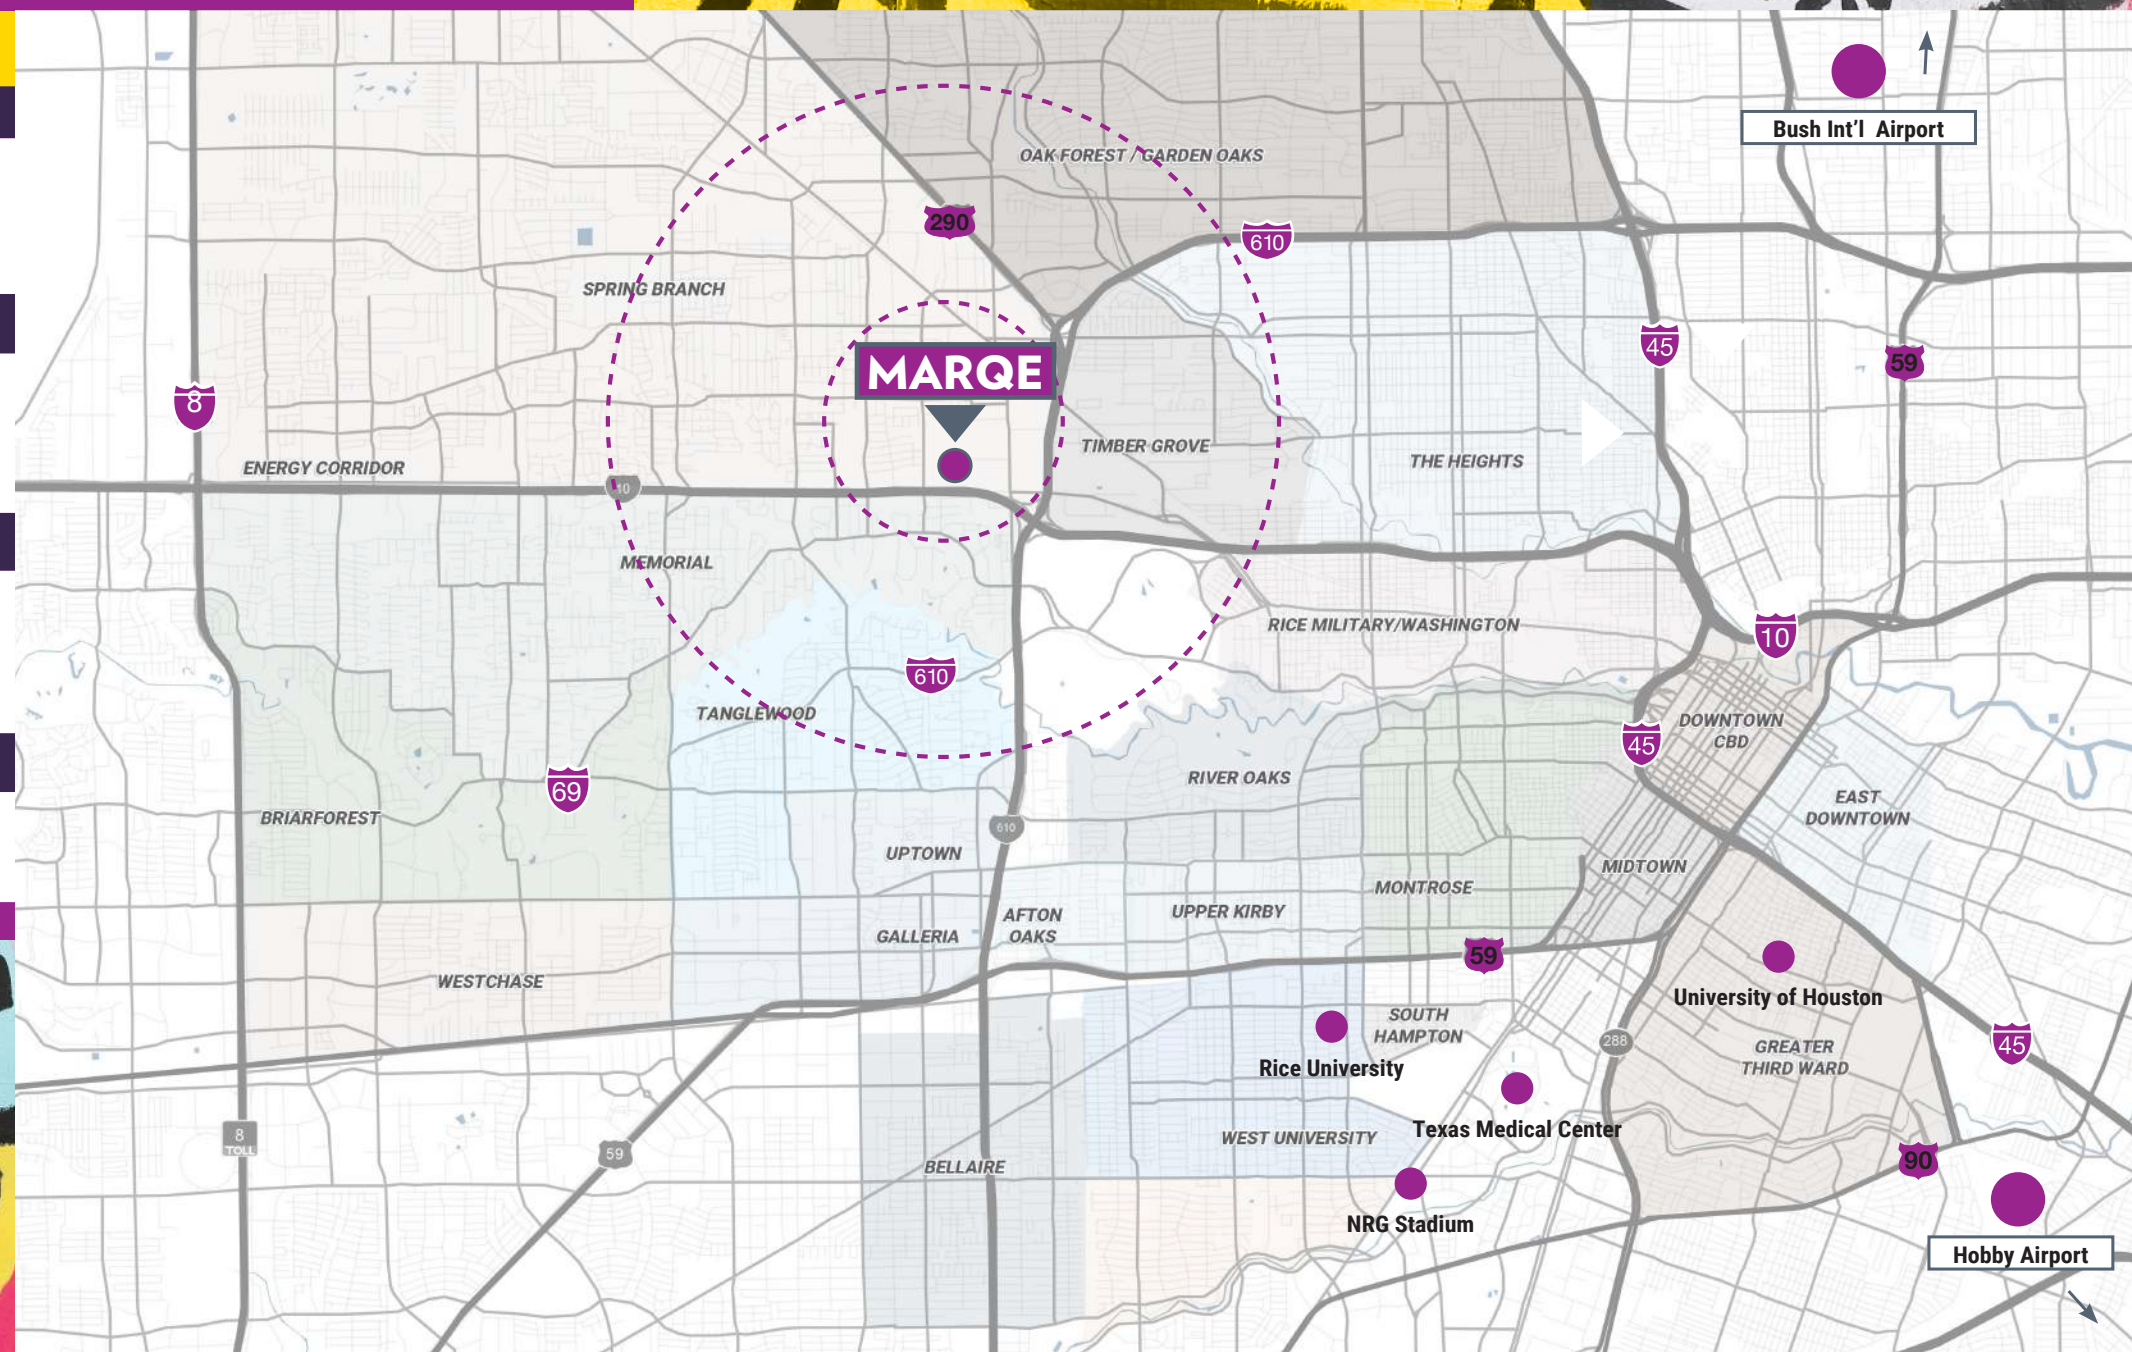 Bush Int'l Airport
OAK FOREST / GARDEN OAKS
290
610
SPRING BRANCH
45
59
MARQE
8
TIMBER GROVE
THE HEIGHTS
ENERGY CORRIDOR
10
MEMORIAL
RICE MILITARY/WASHINGTON
10
610
TANGLEWOOD
DOWNTOWN
CBD
45
RIVER OAKS
69
EAST
DOWNTOWN
BRIARFOREST
610
UPTOWN
MIDTOWN
MONTROSE
UPPER KIRBY
AFTON
OAKS
GALLERIA
59
WESTCHASE
University of Houston
SOUTH
HAMPTON
288
45
GREATER
THIRD WARD
Rice University
Texas Medical Center
8
TOLL
WEST UNIVERSITY
59
90
BELLAIRE
NRG Stadium
Hobby Airport